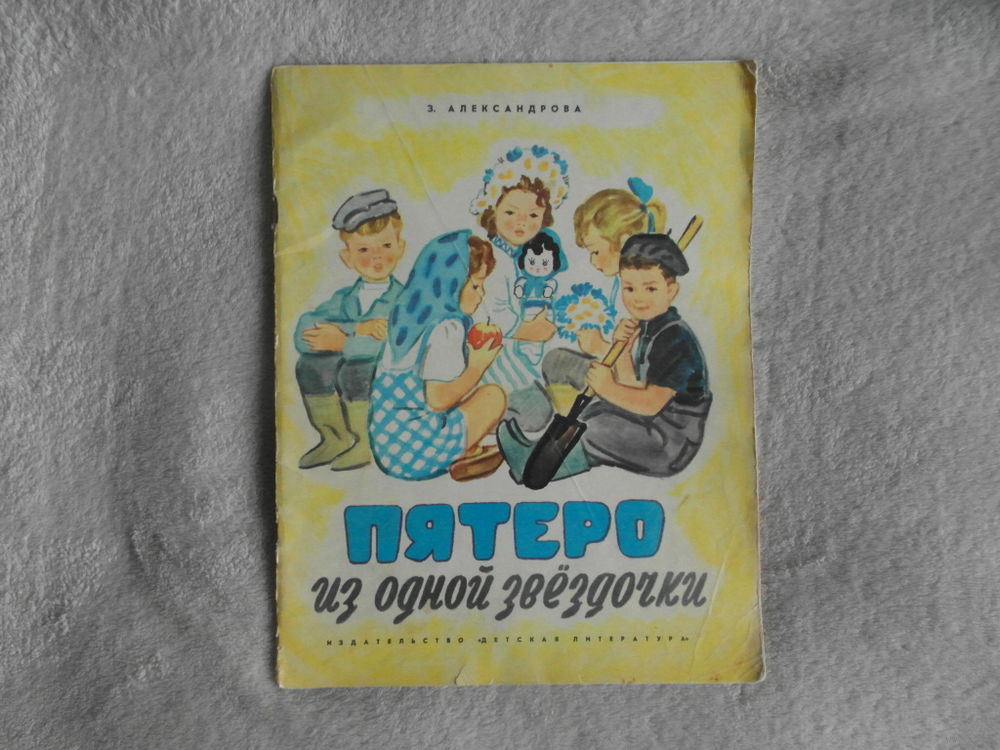 З. АЛЕКСАНДРОВА
ПЯТЕРО
из одной звёздочки
ИЗДАТЕЛЬСТВО «ДЕТСКАЯ ЛИТЕРАТУРА»